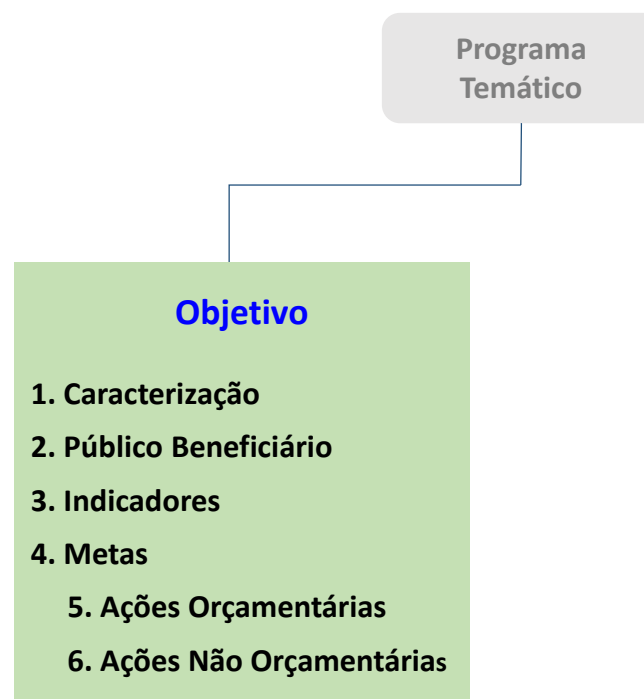 Programa
Temático
Objetivo
1. Caracterização
2. Público Beneficiário
3. Indicadores
4. Metas
5. Ações Orçamentárias
6. Ações Não Orçamentárias